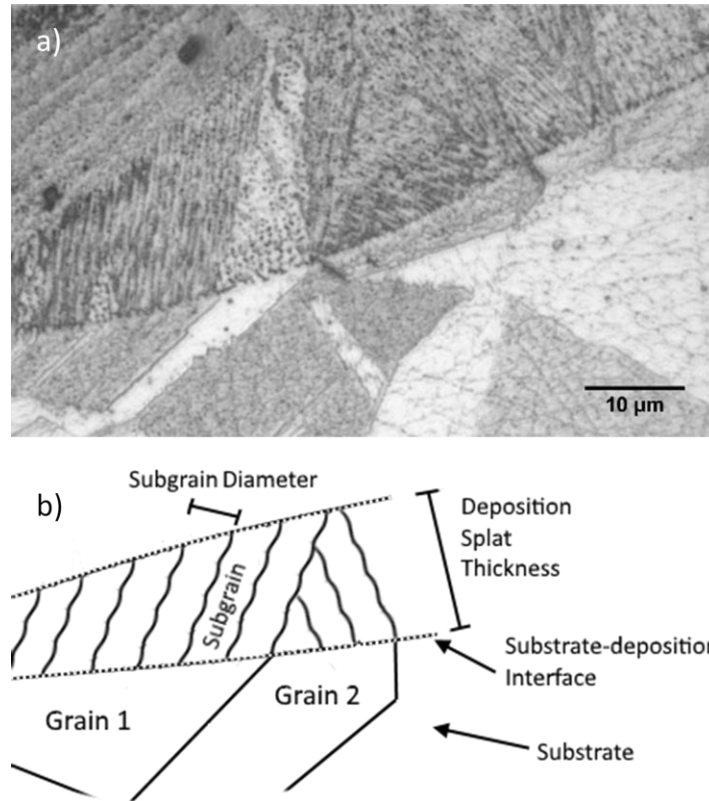 a)
10 µm
b)
Subgrain Diameter
Deposition
Splat
Thickness
Subgrain
Substrate-deposition
Interface
Grain 1
Grain 2
Substrate